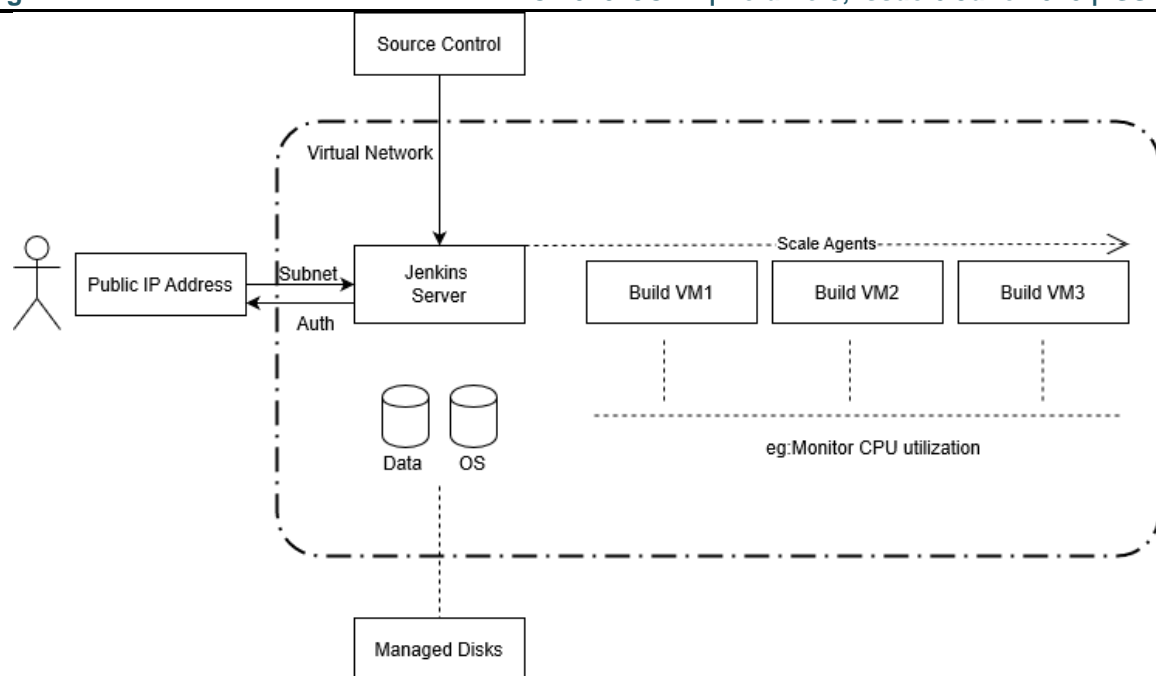 Source Control
Virtual Network
Scale Agents
Public IP Address
Subnet
Auth
Jenkins
Server
Build VM1
Build VM2
Build VM3
Data
OS
eg:Monitor CPU utilization
Managed Disks